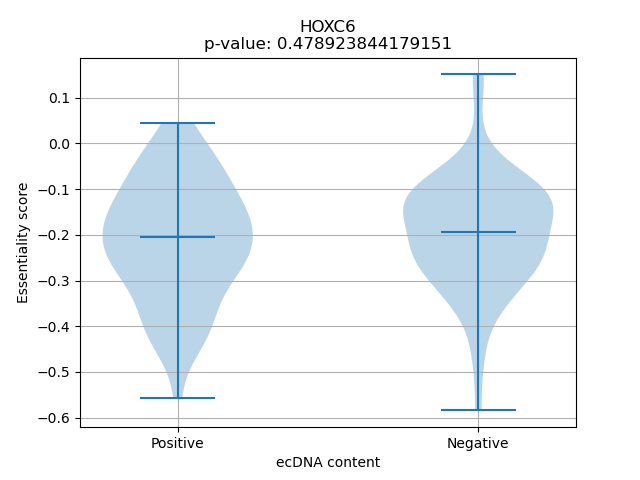 HOXC6
p-value: 0.478923844179151
0.1
0.0
−0.1
−0.2
−0.3
−0.4
−0.5
−0.6
Essentiality score
Positive
Negative
ecDNA content